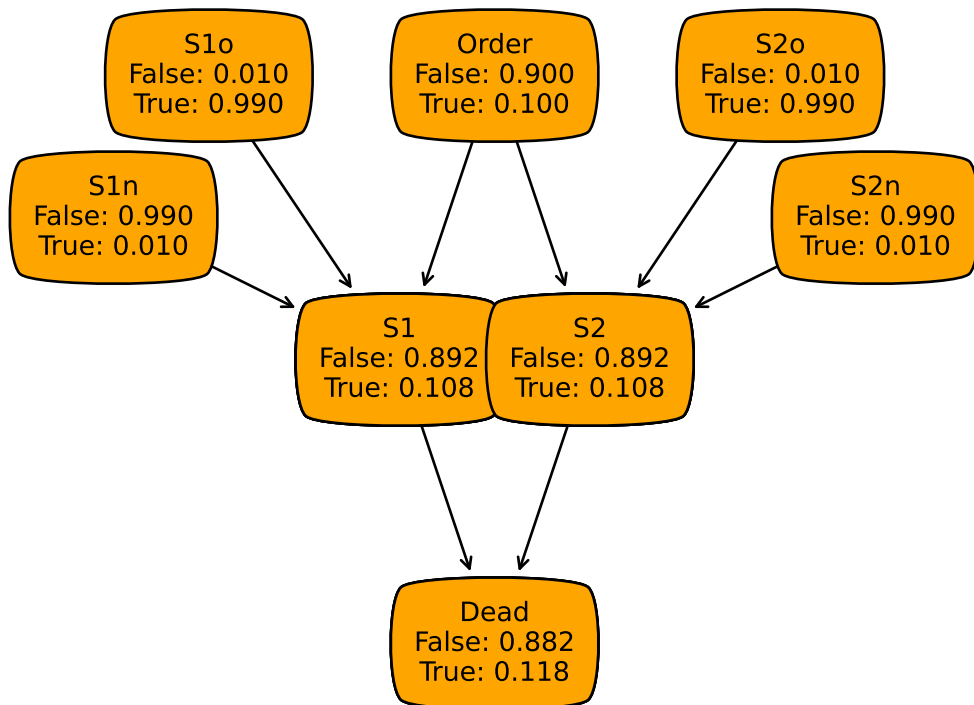 S1o
False: 0.010
True: 0.990
Order
False: 0.900
True: 0.100
S2o
False: 0.010
True: 0.990
S1n
False: 0.990
True: 0.010
S2n
False: 0.990
True: 0.010
S1
False: 0.892
True: 0.108
S2
False: 0.892
True: 0.108
Dead
False: 0.882
True: 0.118